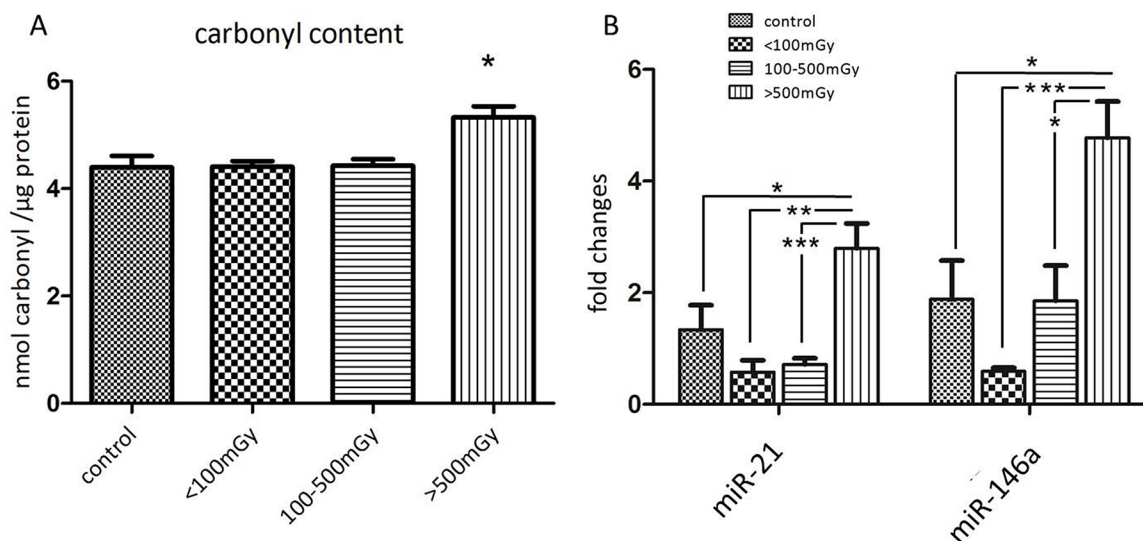 A
carbonyl content
*
6
4
2
0
nmol carbonyl /µg protein
control
<100mGy
100-500mGy
>500mGy
B
control
<100mGy
100-500mGy
>500mGy
6
4
2
0
fold changes
*
**
***
*
***
*
miR-21
miR-146a